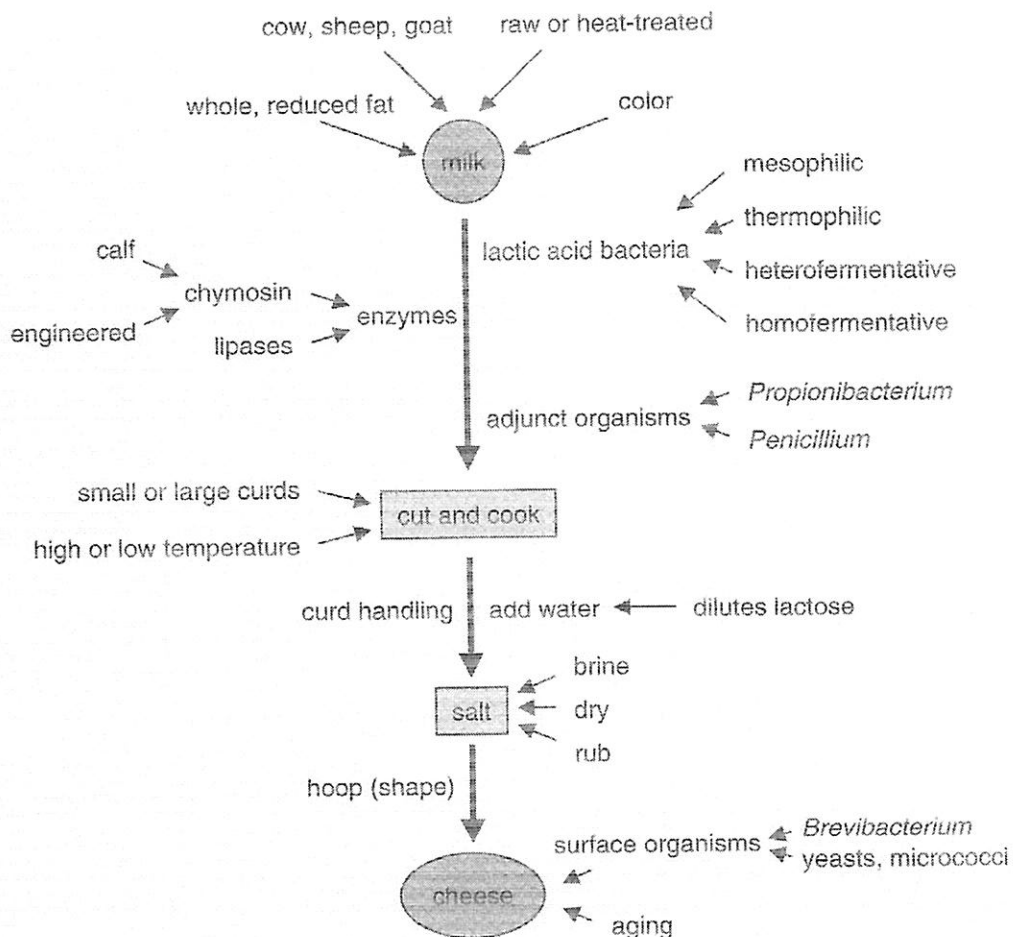 cow, sheep, goat
raw or heat-treated
whole, reduced fat
color
milk
mesophilic
thermophilic
lactic acid bacteria
heterofermentative
homofermentative
calf
chymosin
engineered
enzymes
lipases
Propionibacterium
adjunct organisms
Penicillium
small or large curds
cut and cook
high or low temperature
curd handling
add water
dilutes lactose
brine
salt
dry
rub
hoop (shape)
surface organisms
Brevibacterium
yeasts, micrococci
cheese
aging